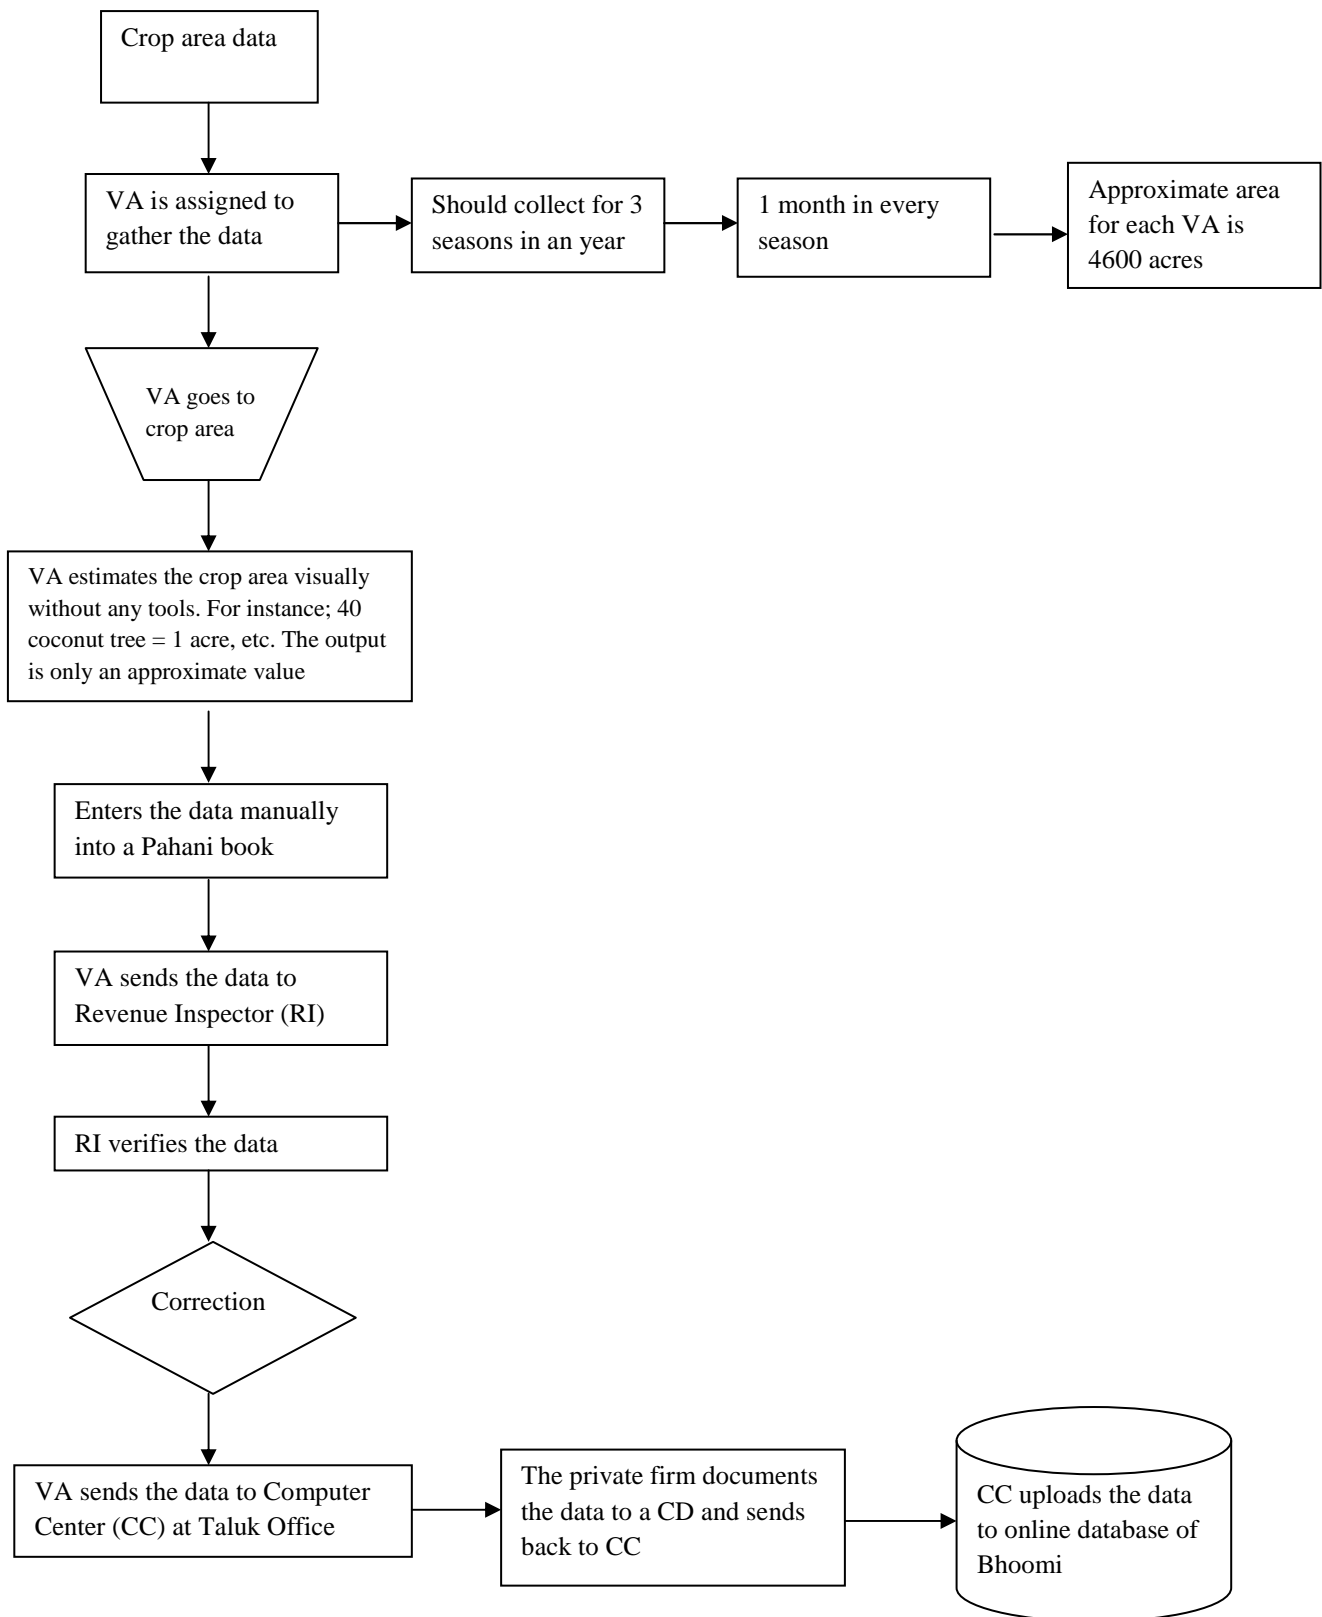 Crop area data
VA is assigned to
gather the data
Should collect for 3
seasons in an year
1 month in every
season
Approximate area
for each VA is
4600 acres
VA goes to
crop area
VA estimates the crop area visually
without any tools. For instance; 40
coconut tree = 1 acre, etc. The output
is only an approximate value
Enters the data manually
into a Pahani book
VA sends the data to
Revenue Inspector (RI)
RI verifies the data
Correction
VA sends the data to Computer
Center (CC) at Taluk Office
The private firm documents
the data to a CD and sends
back to CC
CC uploads the data
to online database of
Bhoomi